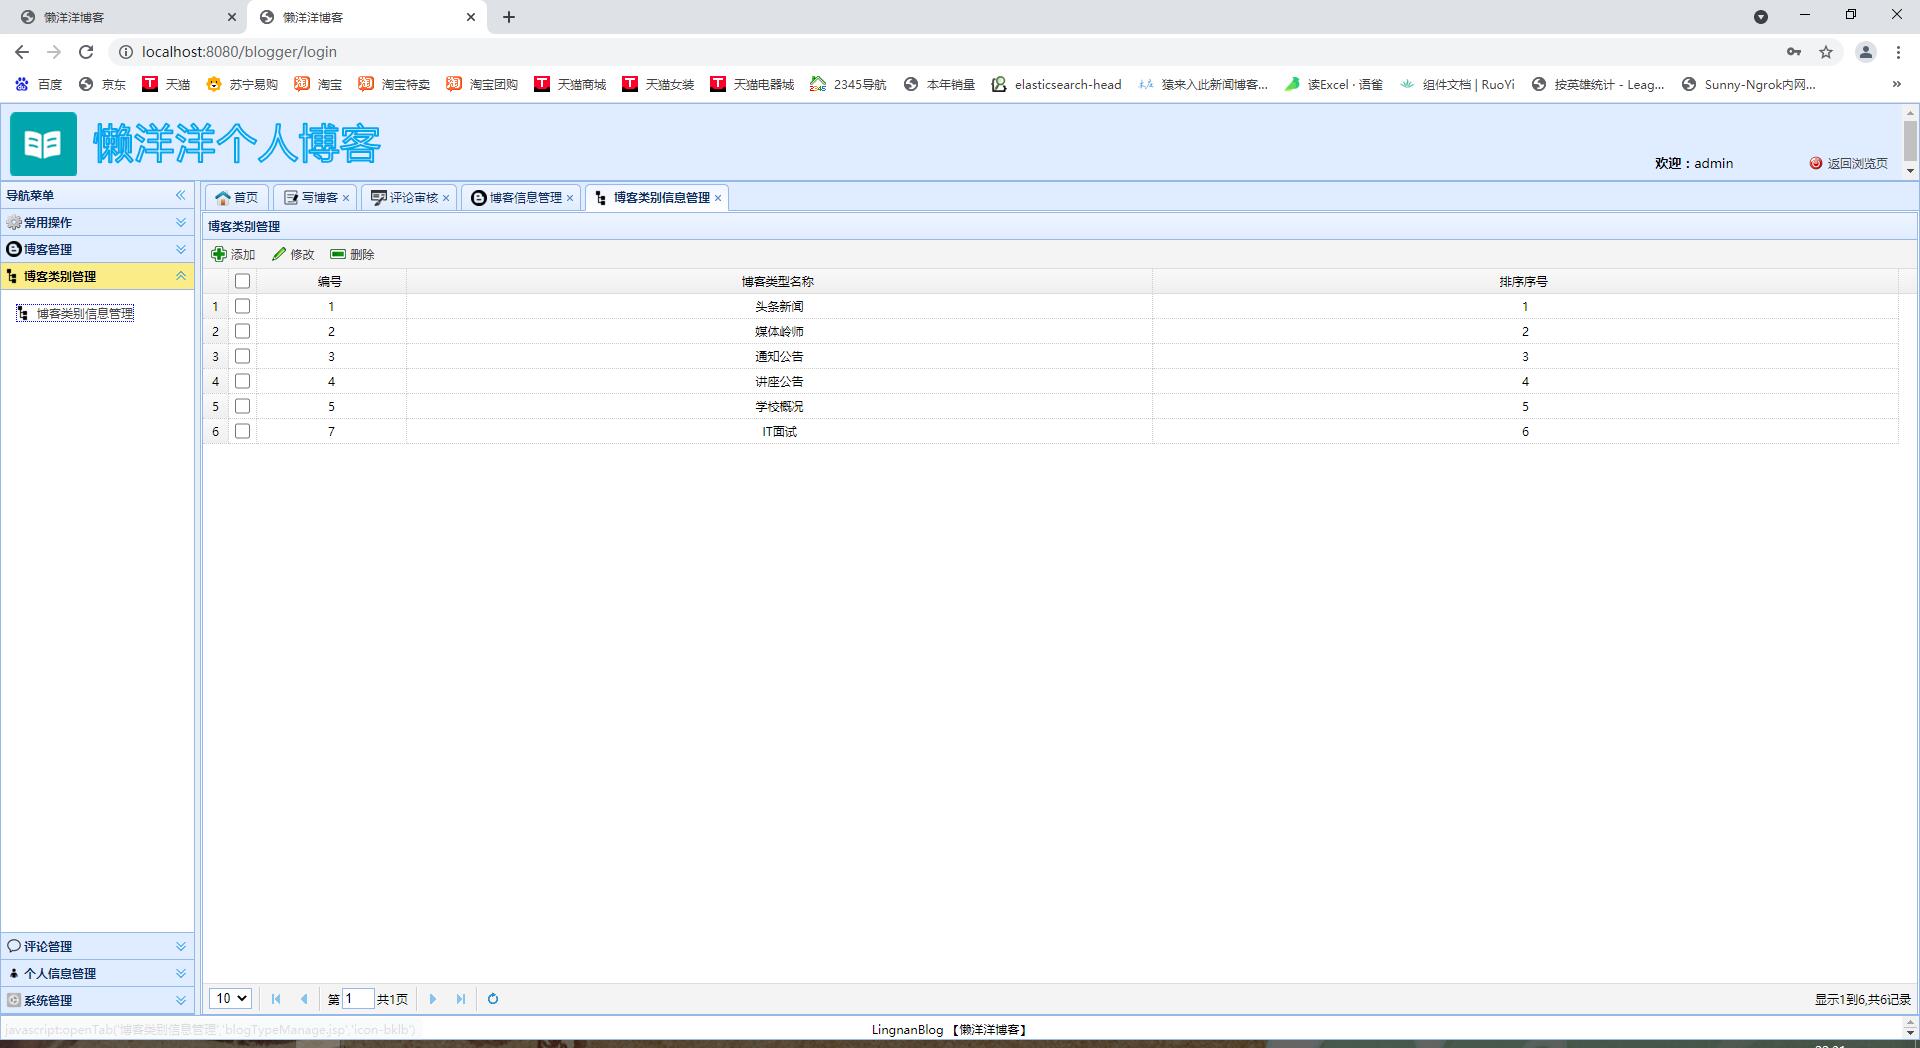 懒洋洋博客
懒洋洋博客
localhost:8080/blogger/login
百度 京东 天猫 苏宁易购 淘宝 淘宝特卖 淘宝团购 天猫商城 天猫女装 天猫电器城 2345导航 本年销量 elasticsearch-head 猿来入此新闻博客... 读Excel · 语雀 组件文档 | RuoYi 按英雄统计 - Leag... Sunny-Ngrok内网...
懒洋洋个人博客
欢迎：admin 返回浏览页
导航菜单
常用操作
博客管理
博客类别管理
博客类别信息管理
评论管理
个人信息管理
系统管理
首页 写博客 评论审核 博客信息管理 博客类别信息管理
博客类别管理
添加 修改 删除
编号 博客类型名称 排序序号
1 1 头条新闻 1
2 2 媒体岭师 2
3 3 通知公告 3
4 4 讲座公告 4
5 5 学校概况 5
6 7 IT面试 6
10 第 1 共1页 显示1到6,共6记录
javascript:openTab('博客类别信息管理','blogTypeManage.jsp','icon-bklb')
LingnanBlog 【懒洋洋博客】